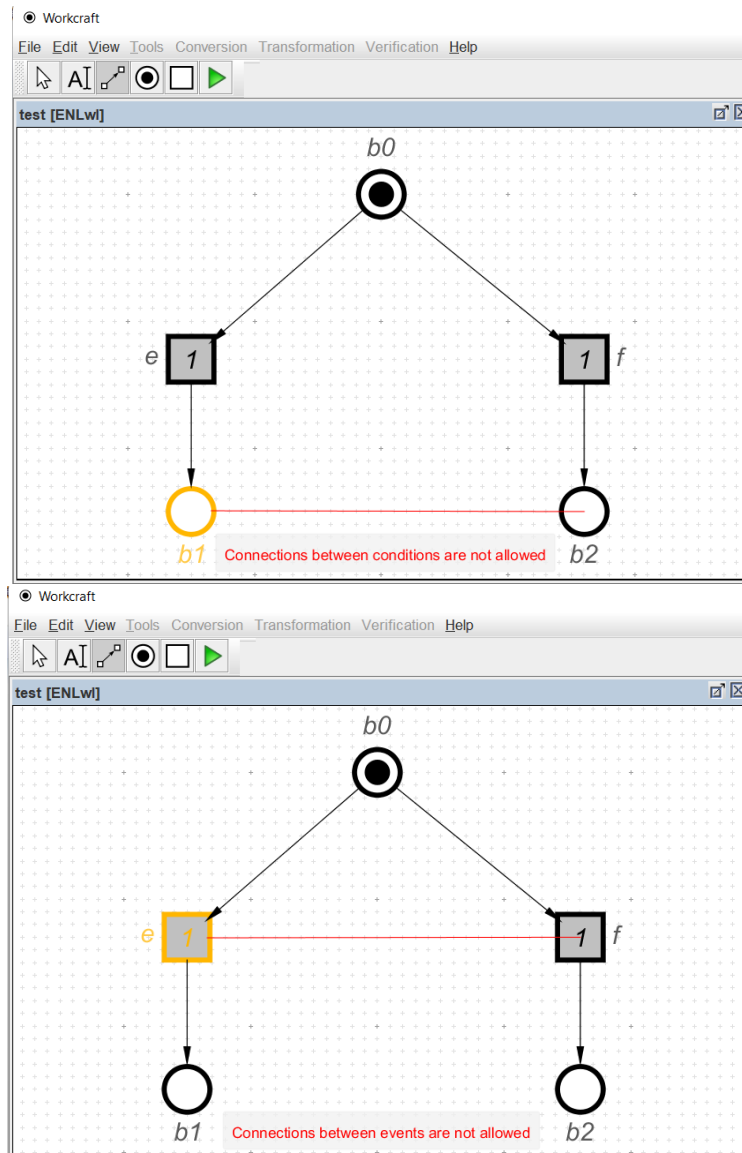 Workcraft
File Edit View Tools Conversion Transformation Verification Help
A
test [ENLwl]
b0
e 1 1 f
b1 Connections between conditions are not allowed b2
Workcraft
File Edit View Tools Conversion Transformation Verification Help
A
test [ENLwl]
b0
e 1 1 f
b1 Connections between events are not allowed b2